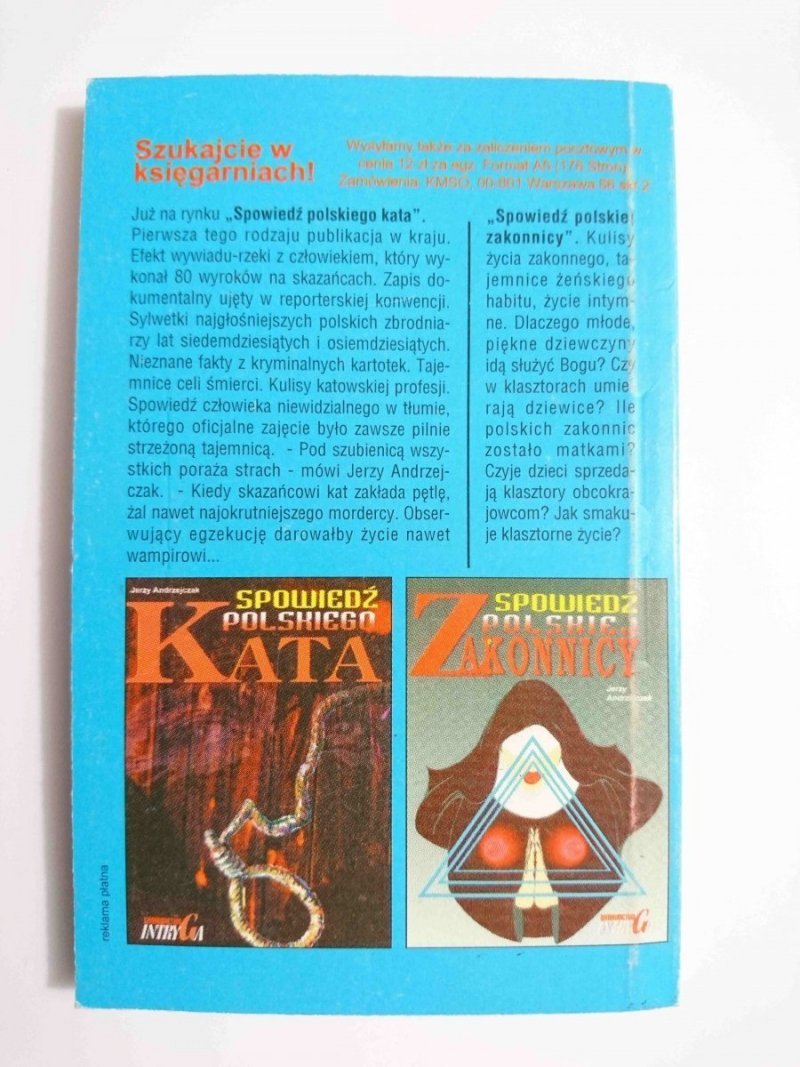 Szukajcie w
księgarniach!
Wysyłamy także za zaliczeniem pocztowym w
cenie 12 zł za egz. Format A5 (176 Stron)
Zamówienia: KMSO, 00-961 Warszawa 66 skr 2
Już na rynku „Spowiedź polskiego kata”.
Pierwsza tego rodzaju publikacja w kraju.
Efekt wywiadu-rzeki z człowiekiem, który wy-
konał 80 wyroków na skazańcach. Zapis do-
kumentalny ujęty w reporterskiej konwencji.
Sylwetki najgłośniejszych polskich zbrodnia-
rzy lat siedemdziesiątych i osiemdziesiątych.
Nieznane fakty z kryminalnych kartotek. Taje-
mnice celi śmierci. Kulisy katowskiej profesji.
Spowiedź człowieka niewidzialnego w tłumie,
którego oficjalne zajęcie było zawsze pilnie
strzeżoną tajemnicą. - Pod szubienicą wszy-
stkich poraża strach - mówi Jerzy Andrzej-
czak. - Kiedy skazańcowi kat zakłada pętlę,
żal nawet najokrutniejszego mordercy. Obser-
wujący egzekucję darowałby życie nawet
wampirowi...
„Spowiedź polskiej
zakonnicy”. Kulisy
życia zakonnego, ta-
jemnice żeńskiego
habitu, życie intym-
ne. Dlaczego młode,
piękne dziewczyny
idą służyć Bogu? Czy
w klasztorach umie-
rają dziewice? Ile
polskich zakonnic
zostało matkami?
Czyje dzieci sprzeda-
ją klasztory obcokra-
jowcom? Jak smaku-
je klasztorne życie?
Jerzy Andrzejczak
SPOWIEDŹ
POLSKIEGO
KATA
INTRYGA
SPOWIEDŹ
POLSKIEJ
ZAKONNICY
Jerzy
Andrzejczak
reklama płatna